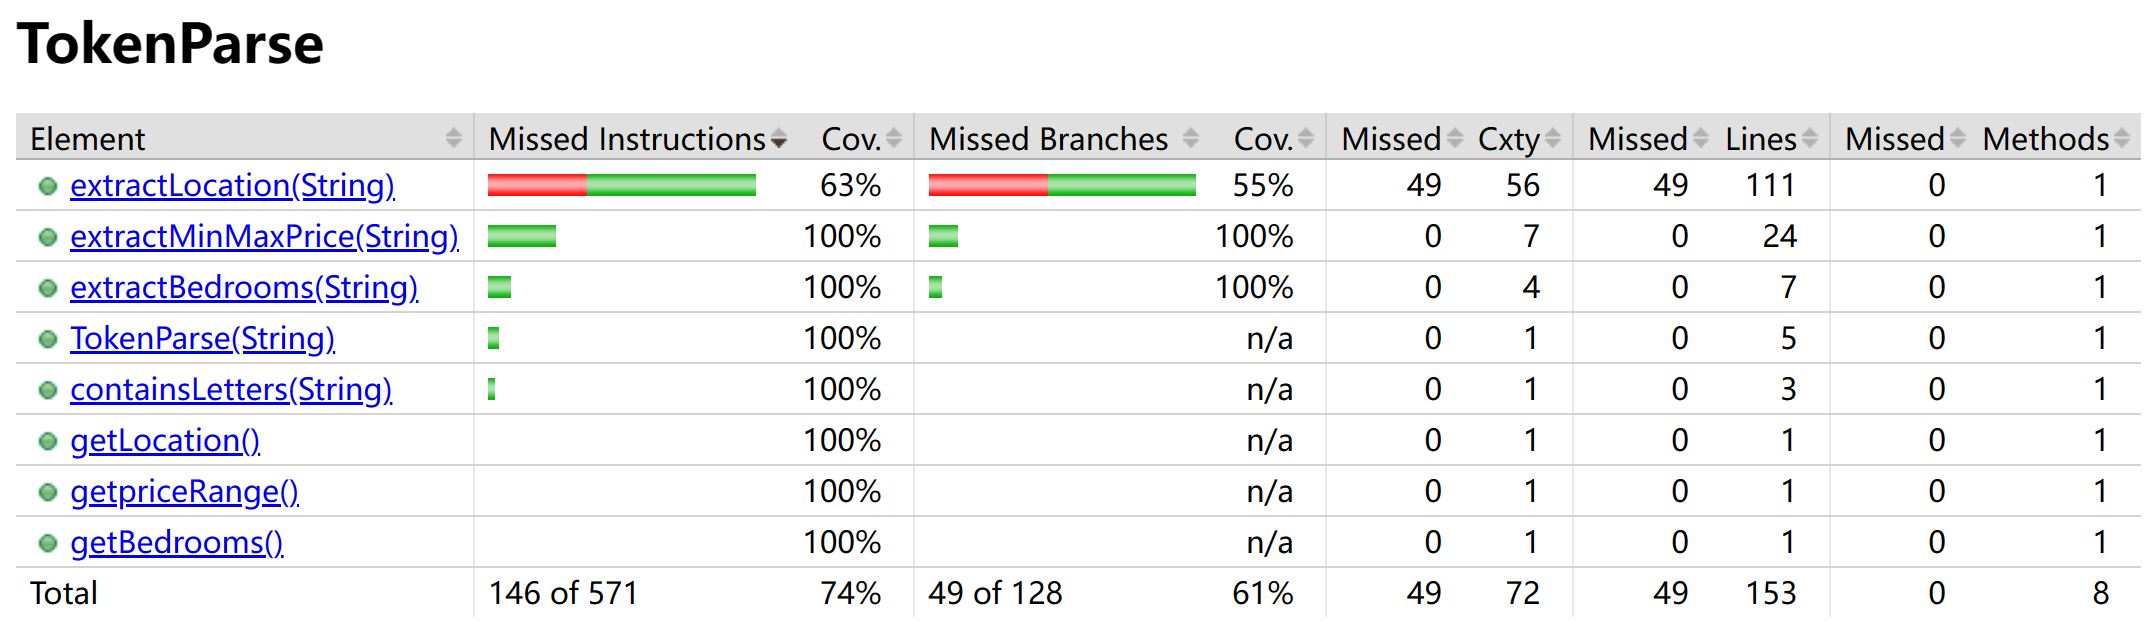 TokenParse
Element Missed Instructions Cov. Missed Branches Cov. Missed Cxty Missed Lines Missed Methods
extractLocation(String) 63% 55% 49 56 49 111 0 1
extractMinMaxPrice(String) 100% 100% 0 7 0 24 0 1
extractBedrooms(String) 100% 100% 0 4 0 7 0 1
TokenParse(String) 100% n/a 0 1 0 5 0 1
containsLetters(String) 100% n/a 0 1 0 3 0 1
getLocation() 100% n/a 0 1 0 1 0 1
getpriceRange() 100% n/a 0 1 0 1 0 1
getBedrooms() 100% n/a 0 1 0 1 0 1
Total 146 of 571 74% 49 of 128 61% 49 72 49 153 0 8